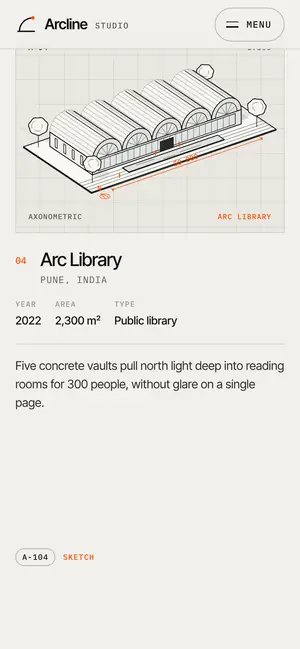 Arcline STUDIO
MENU
AXONOMETRIC
ARC LIBRARY
04 Arc Library
PUNE, INDIA
YEAR AREA TYPE
2022 2,300 m² Public library
Five concrete vaults pull north light deep into reading
rooms for 300 people, without glare on a single
page.
A-104 SKETCH